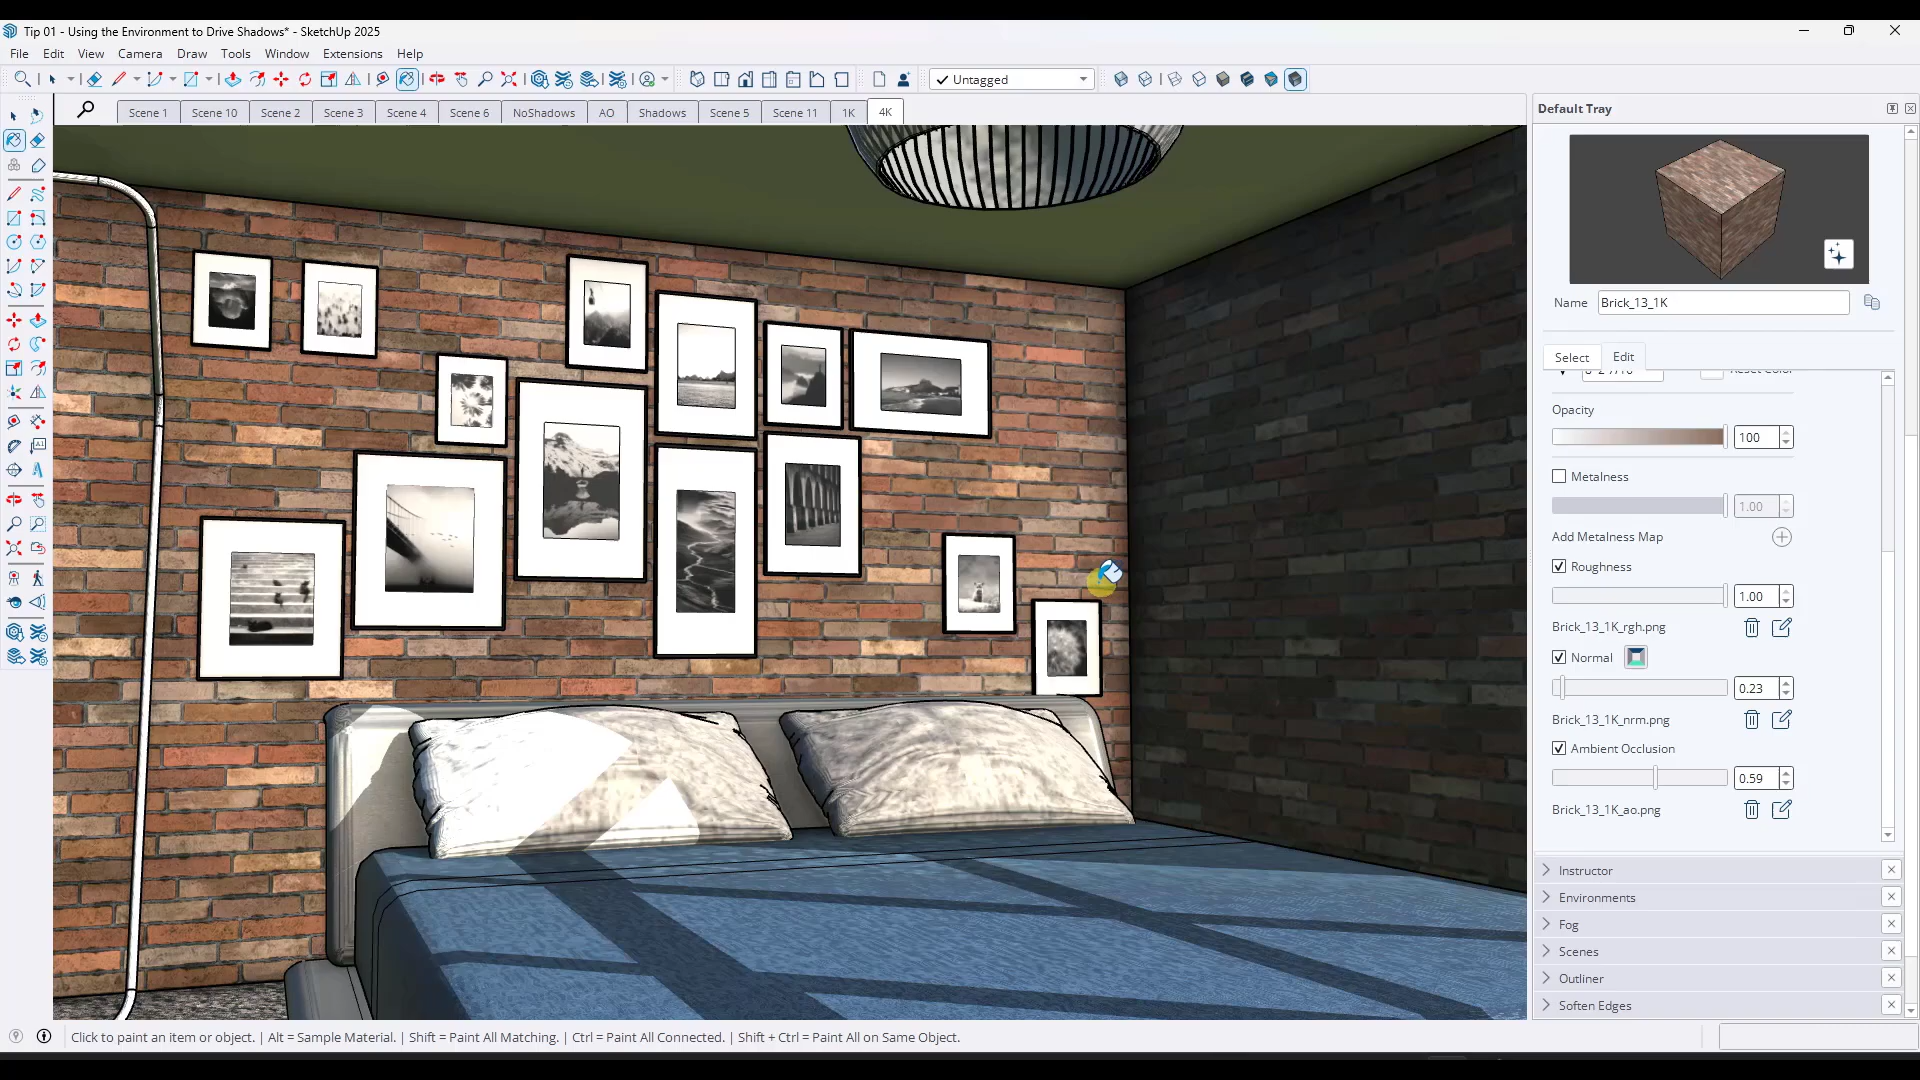 Tip 01 - Using the Environment to Drive Shadows* - SketchUp 2025
File Edit View Camera Draw Tools Window Extensions Help
Untagged
Scene 1 Scene 10 Scene 2 Scene 3 Scene 4 Scene 6 NoShadows AO Shadows Scene 5 Scene 11 1K 4K
Default Tray
Name Brick_13_1K
Select Edit
Opacity
100
Metalness
1.00
Add Metalness Map
Roughness
1.00
Brick_13_1K_rgh.png
Normal
0.23
Brick_13_1K_nrm.png
Ambient Occlusion
0.59
Brick_13_1K_ao.png
Instructor
Environments
Fog
Scenes
Outliner
Soften Edges
Click to paint an item or object. | Alt = Sample Material. | Shift = Paint All Matching. | Ctrl = Paint All Connected. | Shift + Ctrl = Paint All on Same Object.